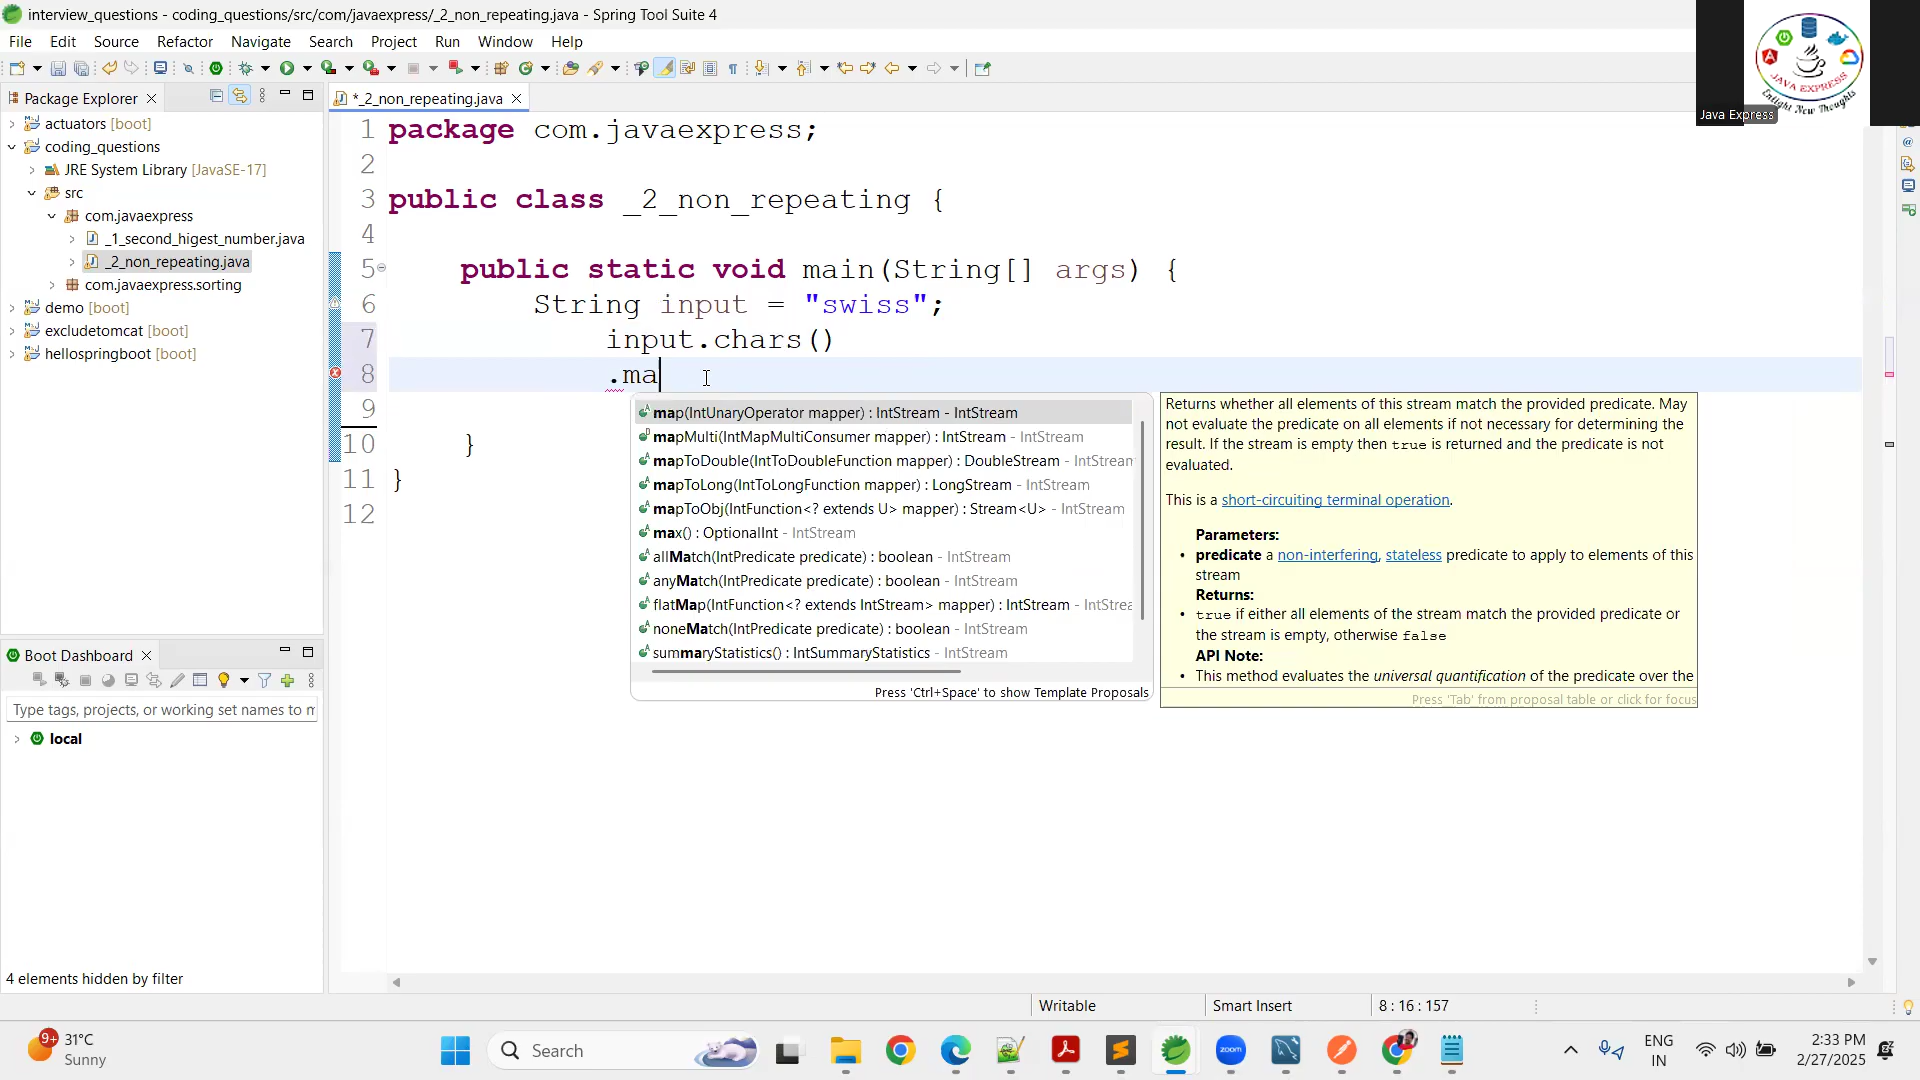 interview_questions - coding_questions/src/com/javaexpress/_2_non_repeating.java - Spring Tool Suite 4
File Edit Source Refactor Navigate Search Project Run Window Help
JAVA EXPRESS
Enlight New Thoughts
Java Express
Package Explorer
actuators [boot]
coding_questions
JRE System Library [JavaSE-17]
src
com.javaexpress
_1_second_higest_number.java
_2_non_repeating.java
com.javaexpress.sorting
demo [boot]
excludetomcat [boot]
hellospringboot [boot]
*_2_non_repeating.java
1 package com.javaexpress;
2
3 public class _2_non_repeating {
4
5 public static void main(String[] args) {
6 String input = "swiss";
7 input.chars()
8 .ma
9
10 }
11 }
12
map(IntUnaryOperator mapper) : IntStream - IntStream
mapMulti(IntMapMultiConsumer mapper) : IntStream - IntStream
mapToDouble(IntToDoubleFunction mapper) : DoubleStream - IntStream
mapToLong(IntToLongFunction mapper) : LongStream - IntStream
mapToObj(IntFunction<? extends U> mapper) : Stream<U> - IntStream
max() : OptionalInt - IntStream
allMatch(IntPredicate predicate) : boolean - IntStream
anyMatch(IntPredicate predicate) : boolean - IntStream
flatMap(IntFunction<? extends IntStream> mapper) : IntStream - IntStrea
noneMatch(IntPredicate predicate) : boolean - IntStream
summaryStatistics() : IntSummaryStatistics - IntStream
Press 'Ctrl+Space' to show Template Proposals
Returns whether all elements of this stream match the provided predicate. May
not evaluate the predicate on all elements if not necessary for determining the
result. If the stream is empty then true is returned and the predicate is not
evaluated.
This is a short-circuiting terminal operation.
Parameters:
• predicate a non-interfering, stateless predicate to apply to elements of this
stream
Returns:
• true if either all elements of the stream match the provided predicate or
the stream is empty, otherwise false
API Note:
• This method evaluates the universal quantification of the predicate over the
Press 'Tab' from proposal table or click for focus
Boot Dashboard
Type tags, projects, or working set names to m
local
4 elements hidden by filter
Writable Smart Insert 8 : 16 : 157
9+
31°C
Sunny
Search
zoom
ENG
IN
2:33 PM
2/27/2025